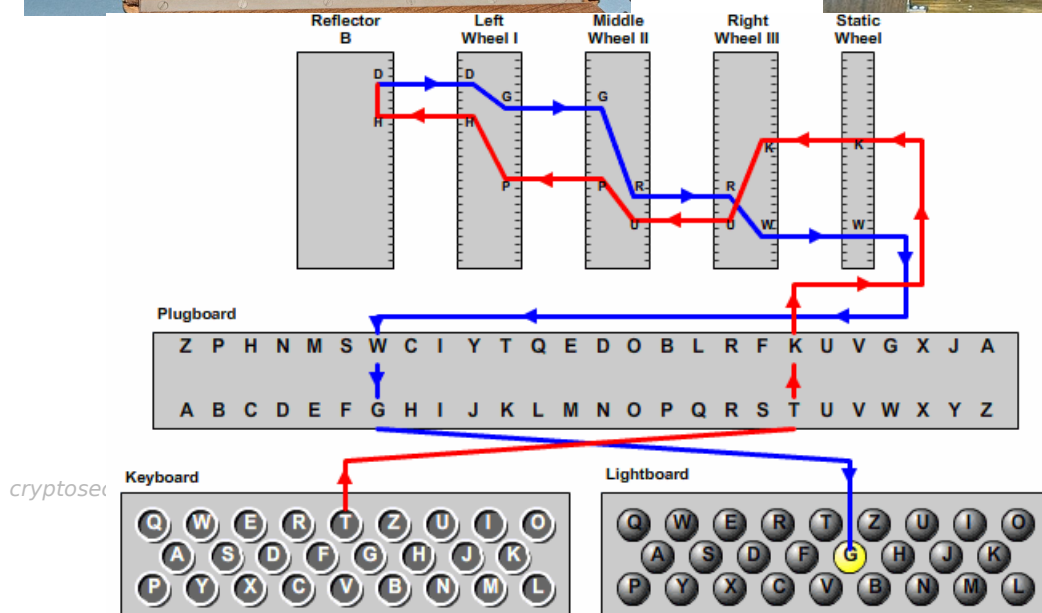 Reflector
B
Left
Wheel I
Middle
Wheel II
Right
Wheel III
Static
Wheel
D D
G G
H H
K K
P P
R R
U U
W W
Plugboard
Z P H N M S W C I Y T Q E D O B L R F K U V G X J A
A B C D E F G H I J K L M N O P Q R S T U V W X Y Z
Keyboard
Q W E R T Z U I O
A S D F G H J K
P Y X C V B N M L
Lightboard
Q W E R T Z U I O
A S D F G H J K
P Y X C V B N M L